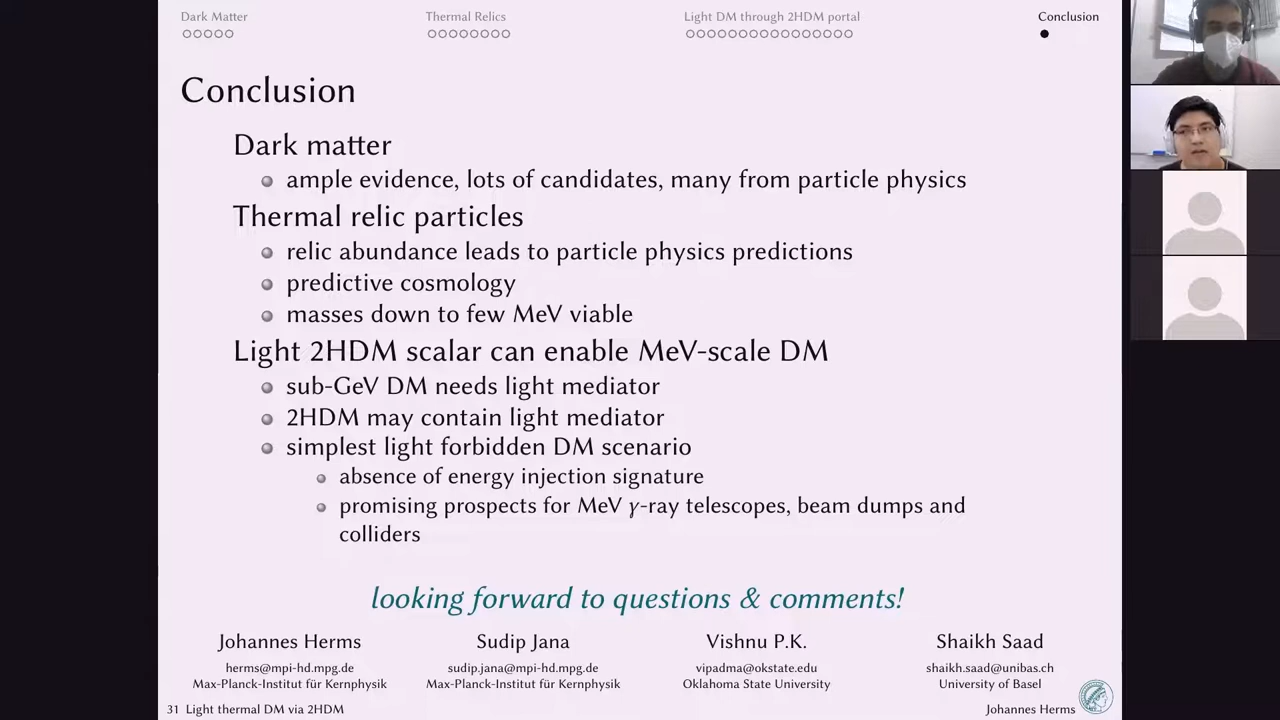 Dark Matter Thermal Relics Light DM through 2HDM portal Conclusion
Conclusion
Dark matter
ample evidence, lots of candidates, many from particle physics
Thermal relic particles
relic abundance leads to particle physics predictions
predictive cosmology
masses down to few MeV viable
Light 2HDM scalar can enable MeV-scale DM
sub-GeV DM needs light mediator
2HDM may contain light mediator
simplest light forbidden DM scenario
absence of energy injection signature
promising prospects for MeV γ-ray telescopes, beam dumps and
colliders
looking forward to questions & comments!
Johannes Herms Sudip Jana Vishnu P.K. Shaikh Saad
herms@mpi-hd.mpg.de sudip.jana@mpi-hd.mpg.de vipadma@okstate.edu shaikh.saad@unibas.ch
Max-Planck-Institut für Kernphysik Max-Planck-Institut für Kernphysik Oklahoma State University University of Basel
31 Light thermal DM via 2HDM Johannes Herms